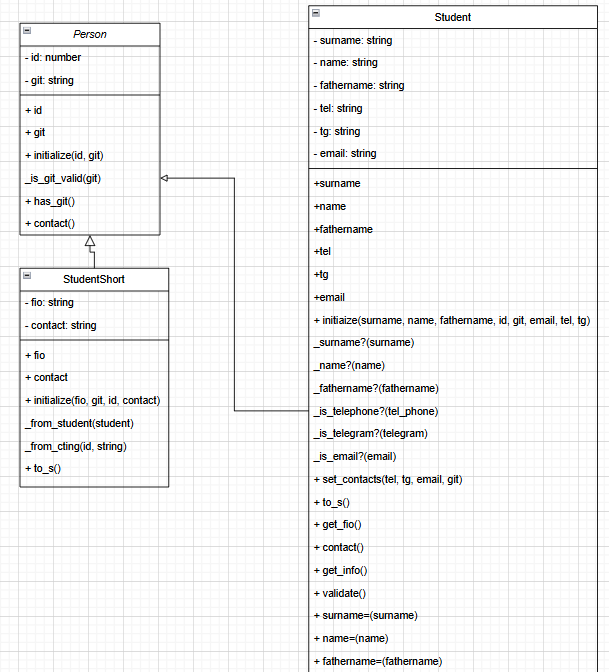 Person
- id: number
- git: string
+ id
+ git
+ initialize(id, git)
_is_git_valid(git)
+ has_git()
+ contact()
StudentShort
- fio: string
- contact: string
+ fio
+ contact
+ initialize(fio, git, id, contact)
_from_student(student)
_from_cting(id, string)
+ to_s()
Student
- surname: string
- name: string
- fathername: string
- tel: string
- tg: string
- email: string
+surname
+name
+fathername
+tel
+tg
+email
+ initiaize(surname, name, fathername, id, git, email, tel, tg)
_surname?(surname)
_name?(name)
_fathername?(fathername)
_is_telephone?(tel_phone)
_is_telegram?(telegram)
_is_email?(email)
+ set_contacts(tel, tg, email, git)
+ to_s()
+ get_fio()
+ contact()
+ get_info()
+ validate()
+ surname=(surname)
+ name=(name)
+ fathername=(fathername)